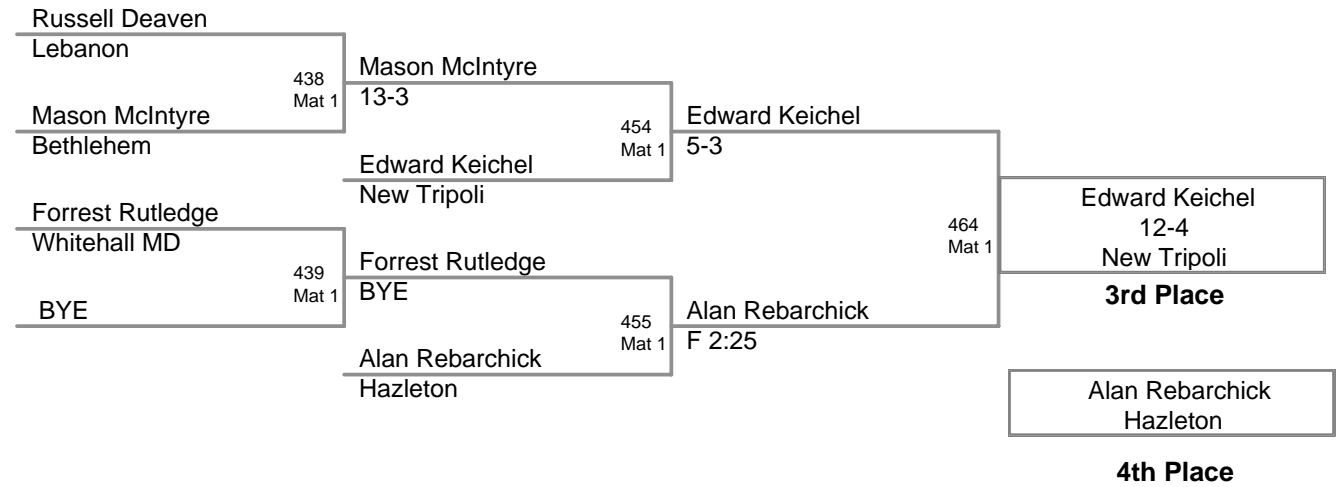 Russell Deaven
Lebanon
438
Mat 1
Mason McIntyre
13-3
Mason McIntyre
Bethlehem
454
Mat 1
Edward Keichel
5-3
Edward Keichel
New Tripoli
Forrest Rutledge
Whitehall MD
464
Mat 1
Edward Keichel
12-4
New Tripoli
3rd Place
439
Mat 1
Forrest Rutledge
BYE
BYE
455
Mat 1
Alan Rebarchick
F 2:25
Alan Rebarchick
Hazleton
Alan Rebarchick
Hazleton
4th Place